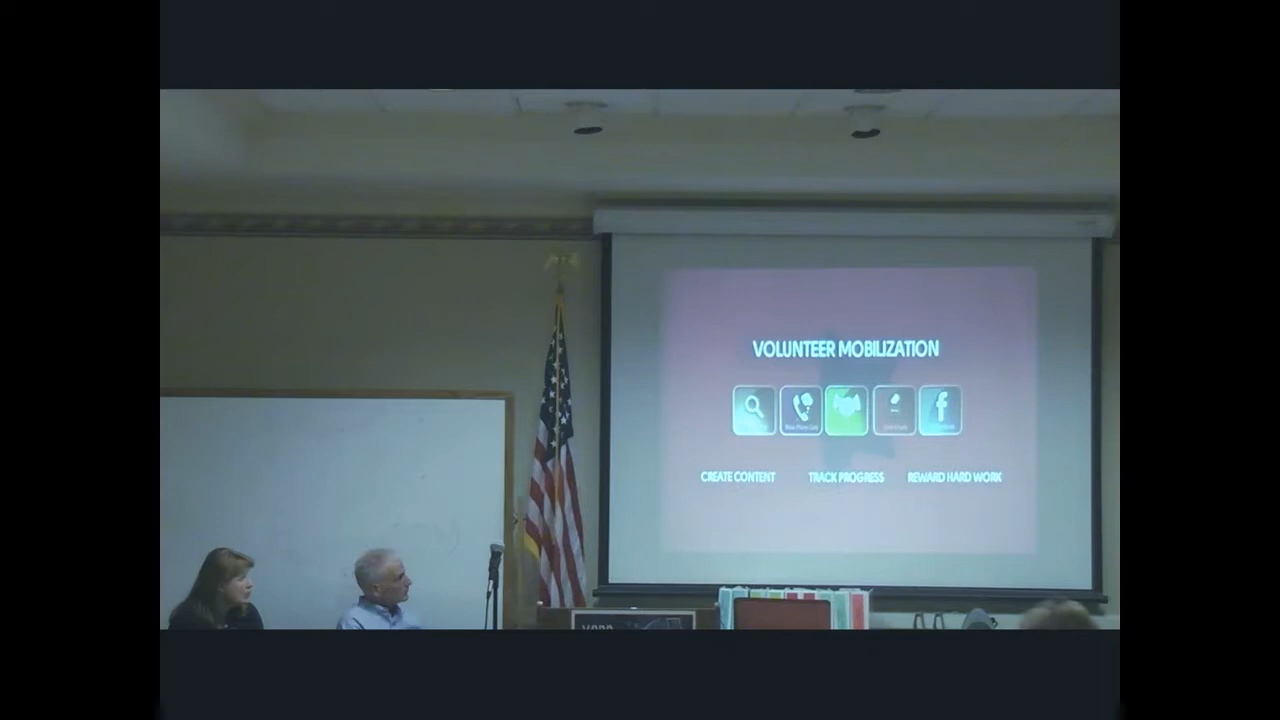 VOLUNTEER MOBILIZATION
CREATE CONTENT TRACK PROGRESS REWARD HARD WORK